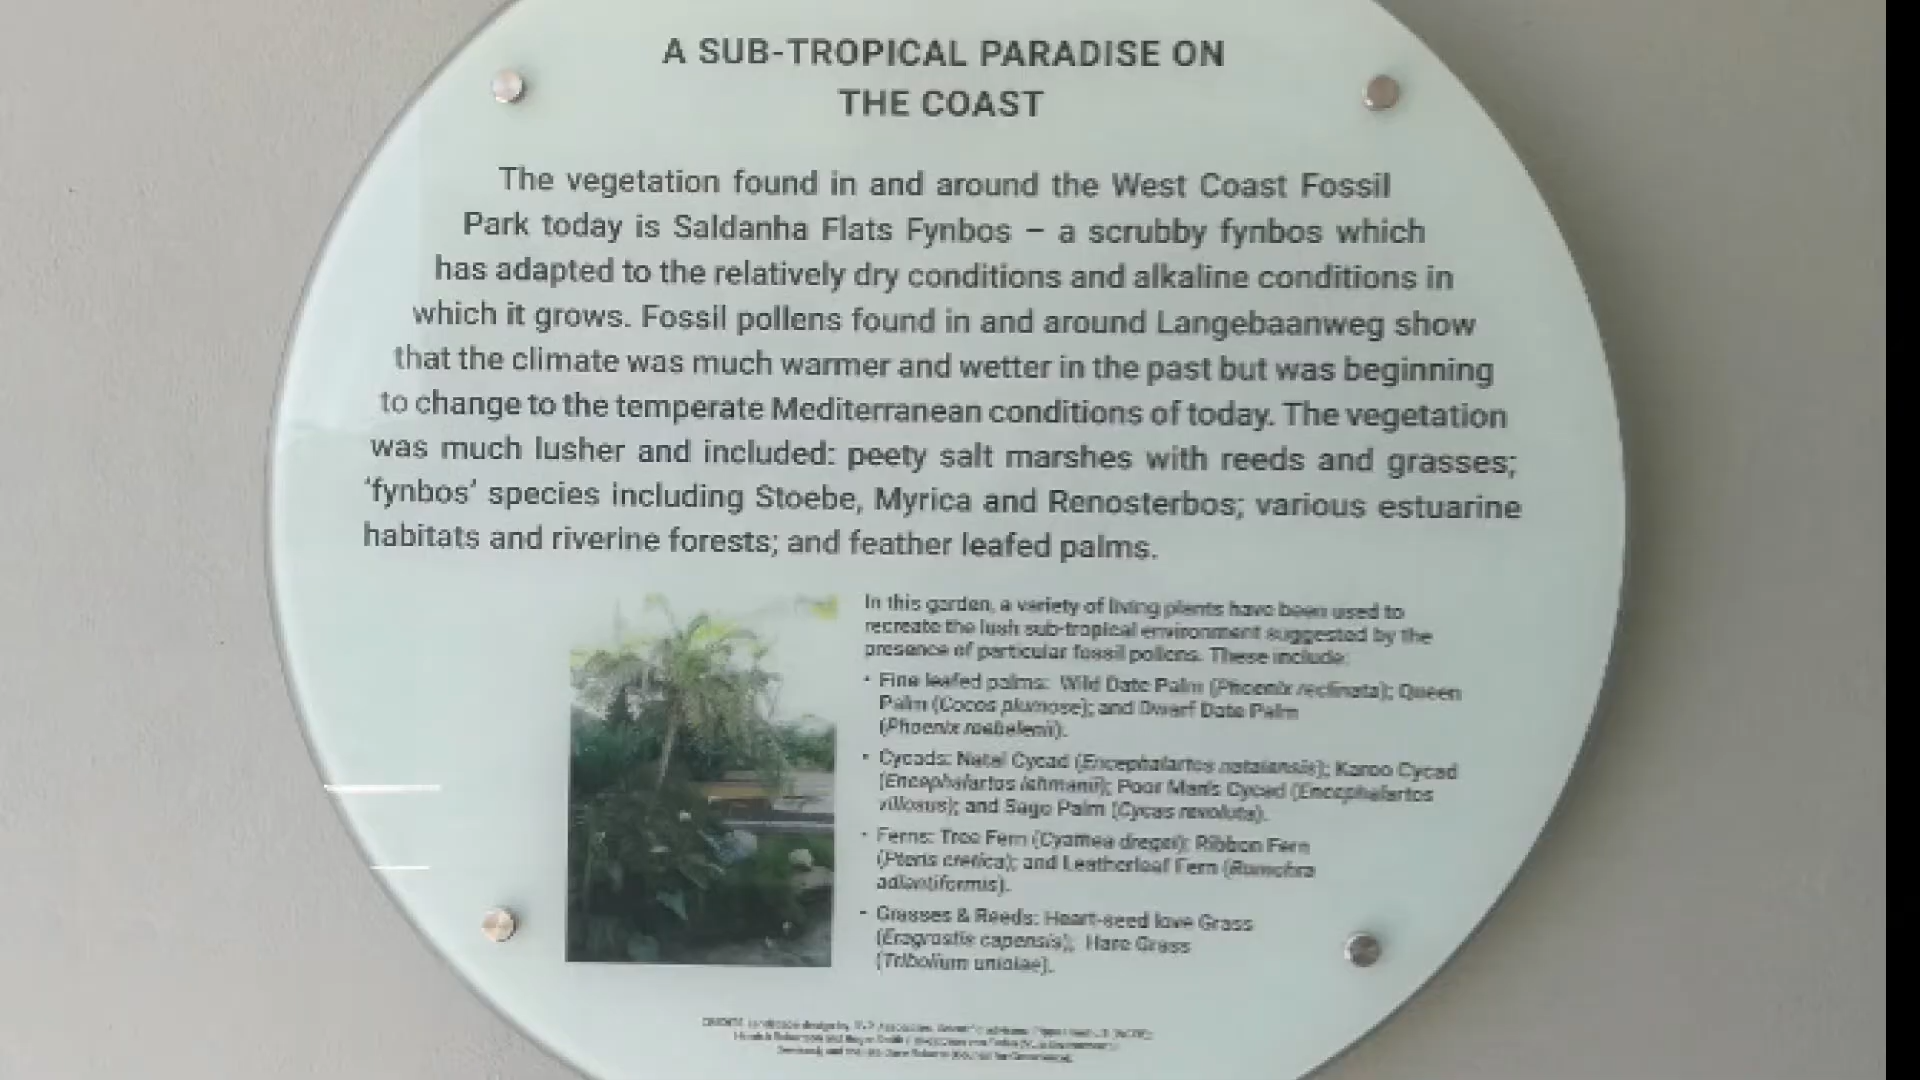 A SUB-TROPICAL PARADISE ON
THE COAST
The vegetation found in and around the West Coast Fossil
Park today is Saldanha Flats Fynbos – a scrubby fynbos which
has adapted to the relatively dry conditions and alkaline conditions in
which it grows. Fossil pollens found in and around Langebaanweg show
that the climate was much warmer and wetter in the past but was beginning
to change to the temperate Mediterranean conditions of today. The vegetation
was much lusher and included: peety salt marshes with reeds and grasses;
‘fynbos’ species including Stoebe, Myrica and Renosterbos; various estuarine
habitats and riverine forests; and feather leafed palms.
In this garden, a variety of living plants have been used to
recreate the lush sub-tropical environment suggested by the
presence of particular fossil pollens. These include:
• Fine leafed palms: Wild Date Palm (Phoenix reclinata); Queen
Palm (Cocos plumose); and Dwarf Date Palm
(Phoenix roebelenii).
• Cycads: Natal Cycad (Encephalartos natalensis); Karoo Cycad
(Encephalartos lehmanii); Poor Man's Cycad (Encephalartos
villosus); and Sago Palm (Cycas revoluta).
• Ferns: Tree Fern (Cyathea dregei); Ribbon Fern
(Pteris cretica); and Leatherleaf Fern (Rumohra
adiantiformis).
• Grasses & Reeds: Heart-seed love Grass
(Eragrostis capensis); Hare Grass
(Tribolium uniolae).